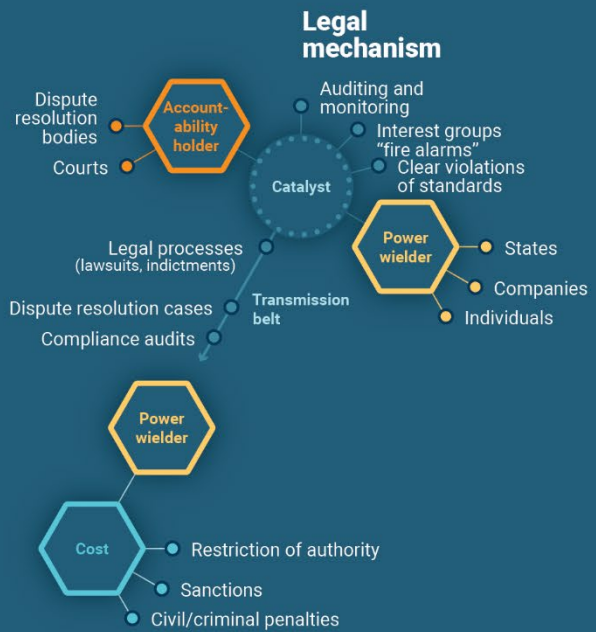 Legal
mechanism
Auditing and
monitoring
Interest groups
“fire alarms”
Clear violations
of standards
Dispute
resolution
bodies
Courts
Account-
ability
holder
Catalyst
Power
wielder
States
Companies
Individuals
Legal processes
(lawsuits, indictments)
Dispute resolution cases
Compliance audits
Transmission
belt
Power
wielder
Cost
Restriction of authority
Sanctions
Civil/criminal penalties